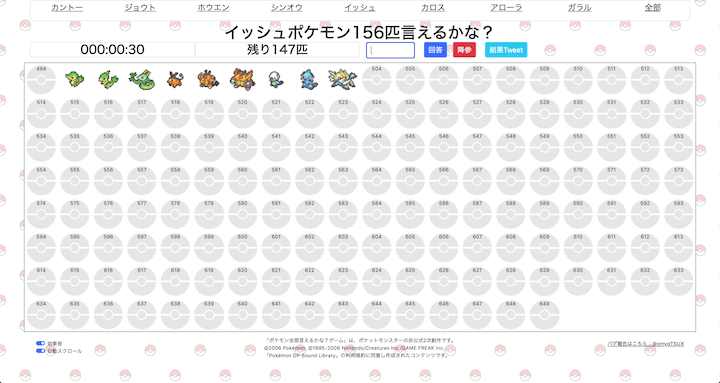 カントー ジョウト ホウエン シンオウ イッシュ カロス アローラ ガラル 全部
イッシュポケモン156匹言えるかな？
000:00:30 残り147匹 回答 降参 結果Tweet
494 504 505 506 507 508 509 510 511 512 513
514 515 516 517 518 519 520 521 522 523 524 525 526 527 528 529 530 531 532 533
534 535 536 537 538 539 540 541 542 543 544 545 546 547 548 549 550 551 552 553
554 555 556 557 558 559 560 561 562 563 564 565 566 567 568 569 570 571 572 573
574 575 576 577 578 579 580 581 582 583 584 585 586 587 588 589 590 591 592 593
594 595 596 597 598 599 600 601 602 603 604 605 606 607 608 609 610 611 612 613
614 615 616 617 618 619 620 621 622 623 624 625 626 627 628 629 630 631 632 633
634 635 636 637 638 639 640 641 642 643 644 645 646 647 648 649
効果音
自動スクロール
「ポケモン全部言えるかな？ゲーム」は、ポケットモンスターの非公式2次創作です。
©2006 Pokémon. ©1995-2006 Nintendo/Creatures Inc./GAME FREAK inc.
「Pokémon DP Sound Library」の利用規約に同意し作成されたコンテンツです。
バグ報告はこちら：@omvqTSUX